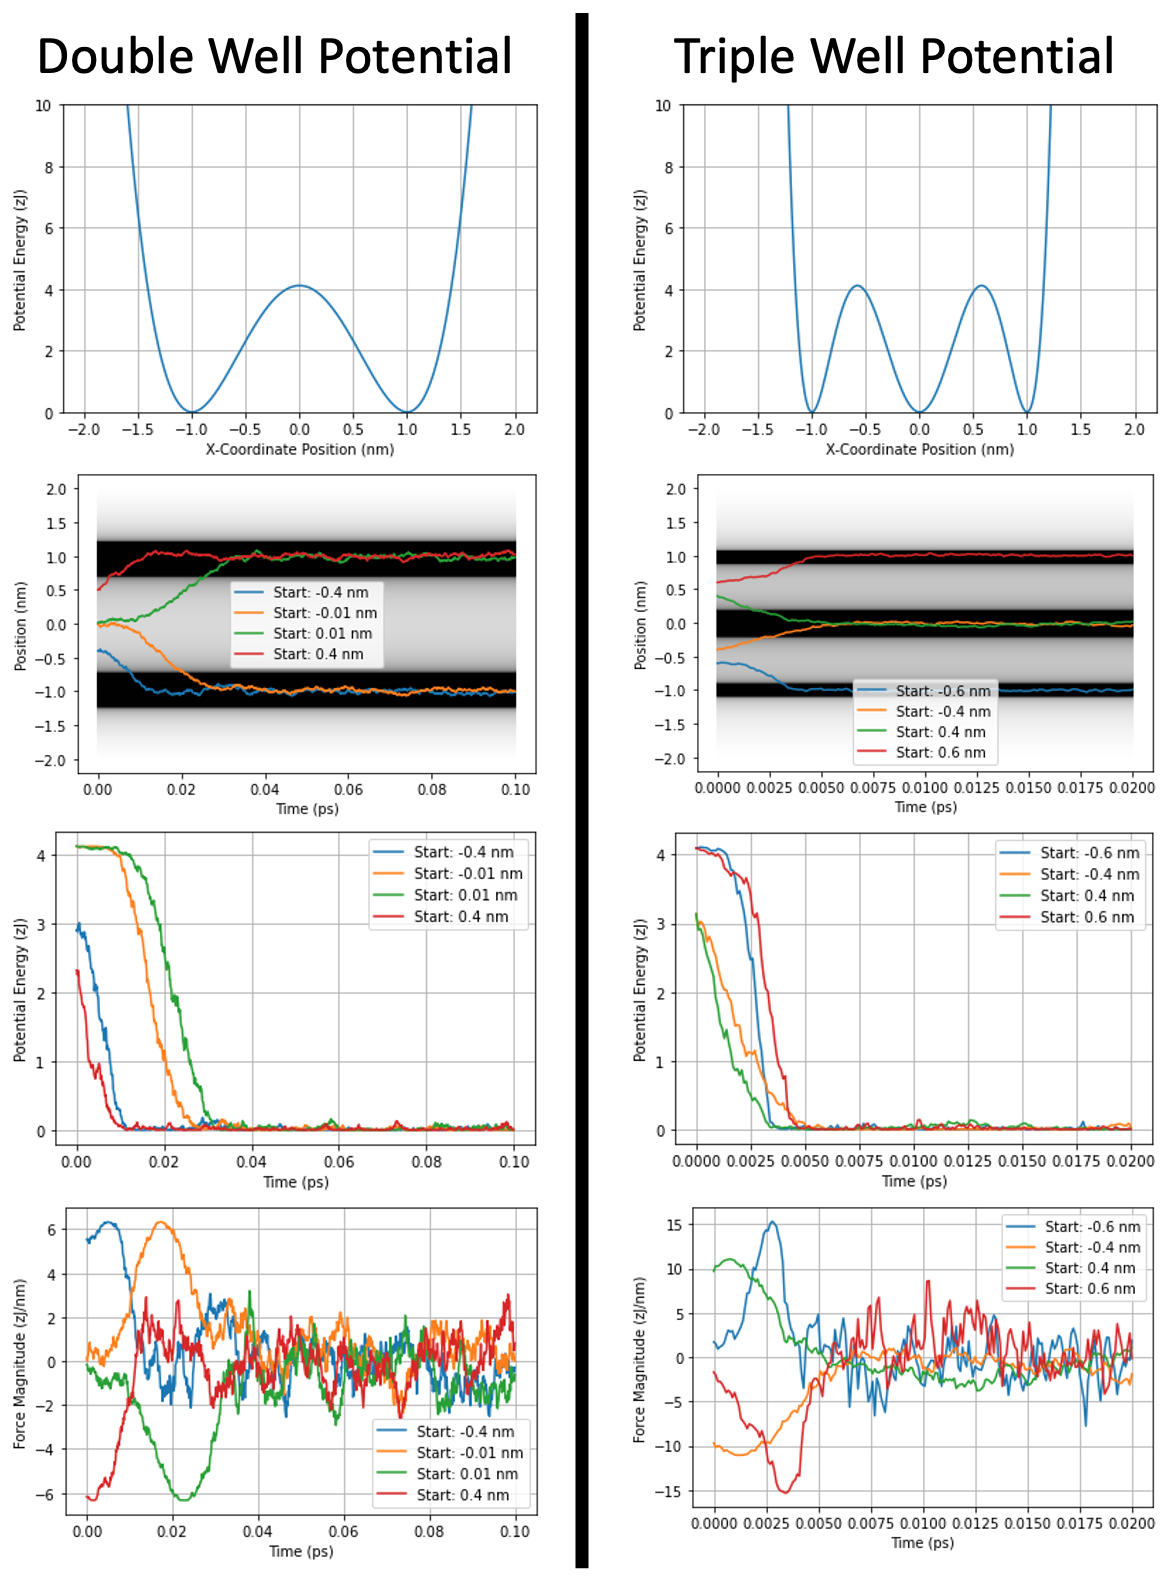 Double Well Potential
Triple Well Potential
10
8
6
4
2
0
Potential Energy (zJ)
−2.0 −1.5 −1.0 −0.5 0.0 0.5 1.0 1.5 2.0
X-Coordinate Position (nm)
10
8
6
4
2
0
Potential Energy (zJ)
−2.0 −1.5 −1.0 −0.5 0.0 0.5 1.0 1.5 2.0
X-Coordinate Position (nm)
2.0
1.5
1.0
0.5
0.0
−0.5
−1.0
−1.5
−2.0
Position (nm)
Start: -0.4 nm
Start: -0.01 nm
Start: 0.01 nm
Start: 0.4 nm
0.00 0.02 0.04 0.06 0.08 0.10
Time (ps)
2.0
1.5
1.0
0.5
0.0
−0.5
−1.0
−1.5
−2.0
Position (nm)
Start: -0.6 nm
Start: -0.4 nm
Start: 0.4 nm
Start: 0.6 nm
0.0000 0.0025 0.0050 0.0075 0.0100 0.0125 0.0150 0.0175 0.0200
Time (ps)
4
3
2
1
0
Potential Energy (zJ)
Start: -0.4 nm
Start: -0.01 nm
Start: 0.01 nm
Start: 0.4 nm
0.00 0.02 0.04 0.06 0.08 0.10
Time (ps)
4
3
2
1
0
Potential Energy (zJ)
Start: -0.6 nm
Start: -0.4 nm
Start: 0.4 nm
Start: 0.6 nm
0.0000 0.0025 0.0050 0.0075 0.0100 0.0125 0.0150 0.0175 0.0200
Time (ps)
6
4
2
0
−2
−4
−6
Force Magnitude (zJ/nm)
Start: -0.4 nm
Start: -0.01 nm
Start: 0.01 nm
Start: 0.4 nm
0.00 0.02 0.04 0.06 0.08 0.10
Time (ps)
15
10
5
0
−5
−10
−15
Force Magnitude (zJ/nm)
Start: -0.6 nm
Start: -0.4 nm
Start: 0.4 nm
Start: 0.6 nm
0.0000 0.0025 0.0050 0.0075 0.0100 0.0125 0.0150 0.0175 0.0200
Time (ps)